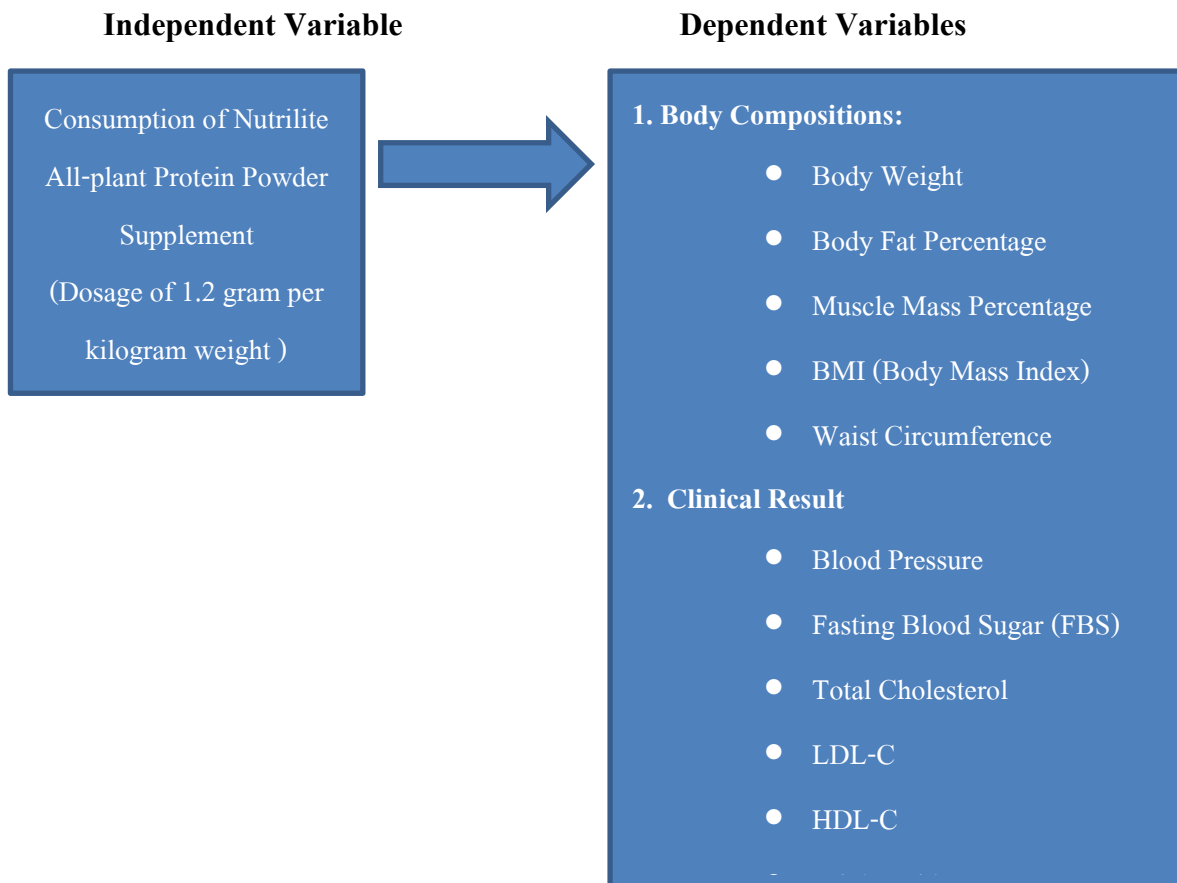 Independent Variable
Consumption of Nutrilite
All-plant Protein Powder
Supplement
(Dosage of 1.2 gram per
kilogram weight )
Dependent Variables
1. Body Compositions:
● Body Weight
● Body Fat Percentage
● Muscle Mass Percentage
● BMI (Body Mass Index)
● Waist Circumference
2. Clinical Result
● Blood Pressure
● Fasting Blood Sugar (FBS)
● Total Cholesterol
● LDL-C
● HDL-C